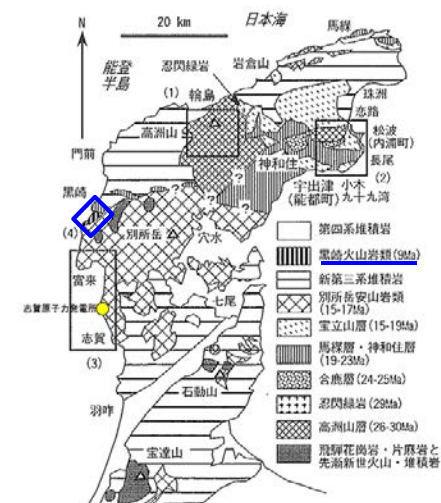 20 km
日本海
馬緤
能登
半島
忍閃緑岩
岩倉山
(1)
輪島
珠洲
高洲山
恋路
松波
(内浦町)
神和住
長尾
門前
(2)
宇出津
(能都町)
小木
九十九湾
黒崎
?
?
?
?
(4)
別所岳
穴水
富来
志賀原子力発電所
七尾
志賀
(3)
石動山
羽咋
宝達山
第四系堆積岩
黒崎火山岩類(9Ma)
新第三系堆積岩
別所岳安山岩類
(15-17Ma)
宝立山層(15-19Ma)
馬緤層・神和住層
(19-23Ma)
合鹿層(24-25Ma)
忍閃緑岩(29Ma)
高洲山層(26-30Ma)
飛騨花崗岩・片麻岩と
先漸新世火山・堆積岩